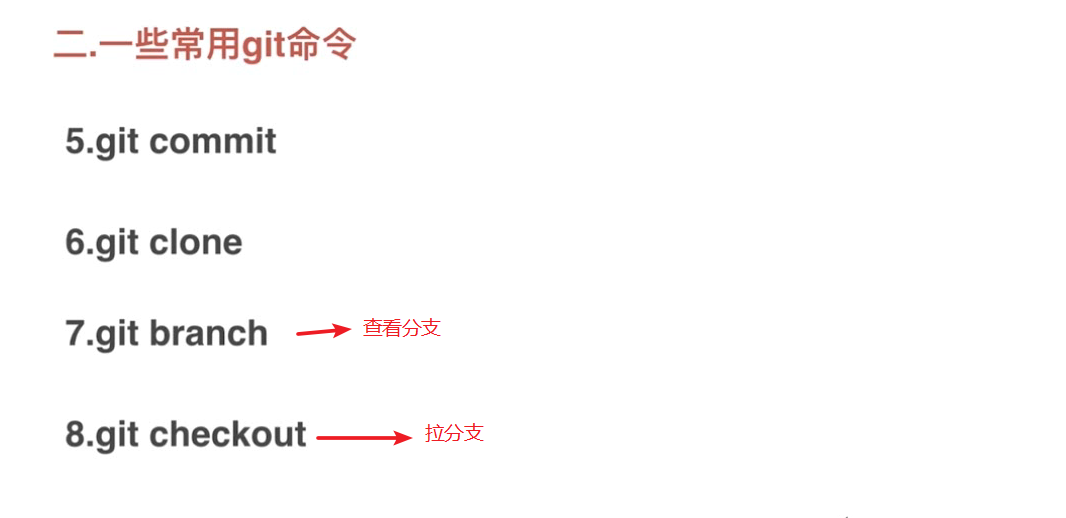 二.一些常用git命令
5.git commit
6.git clone
7.git branch 查看分支
8.git checkout 拉分支